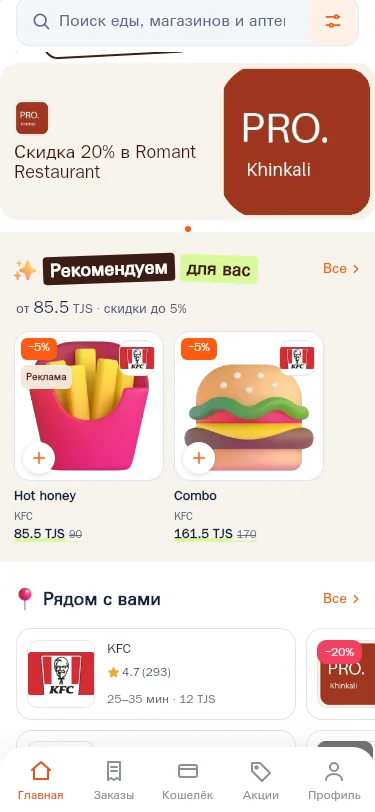 Поиск еды, магазинов и аптек
PRO.
Khinkali
Скидка 20% в Romant
Restaurant
PRO.
Khinkali
Рекомендуем для вас
Все
от 85.5 TJS · скидки до 5%
−5%
KFC
Реклама
−5%
KFC
Hot honey
KFC
85.5 TJS 90
Combo
KFC
161.5 TJS 170
Рядом с вами
Все
KFC
KFC
4.7 (293)
25–35 мин · 12 TJS
−20%
PRO.
Khinkali
Главная
Заказы
Кошелёк
Акции
Профиль